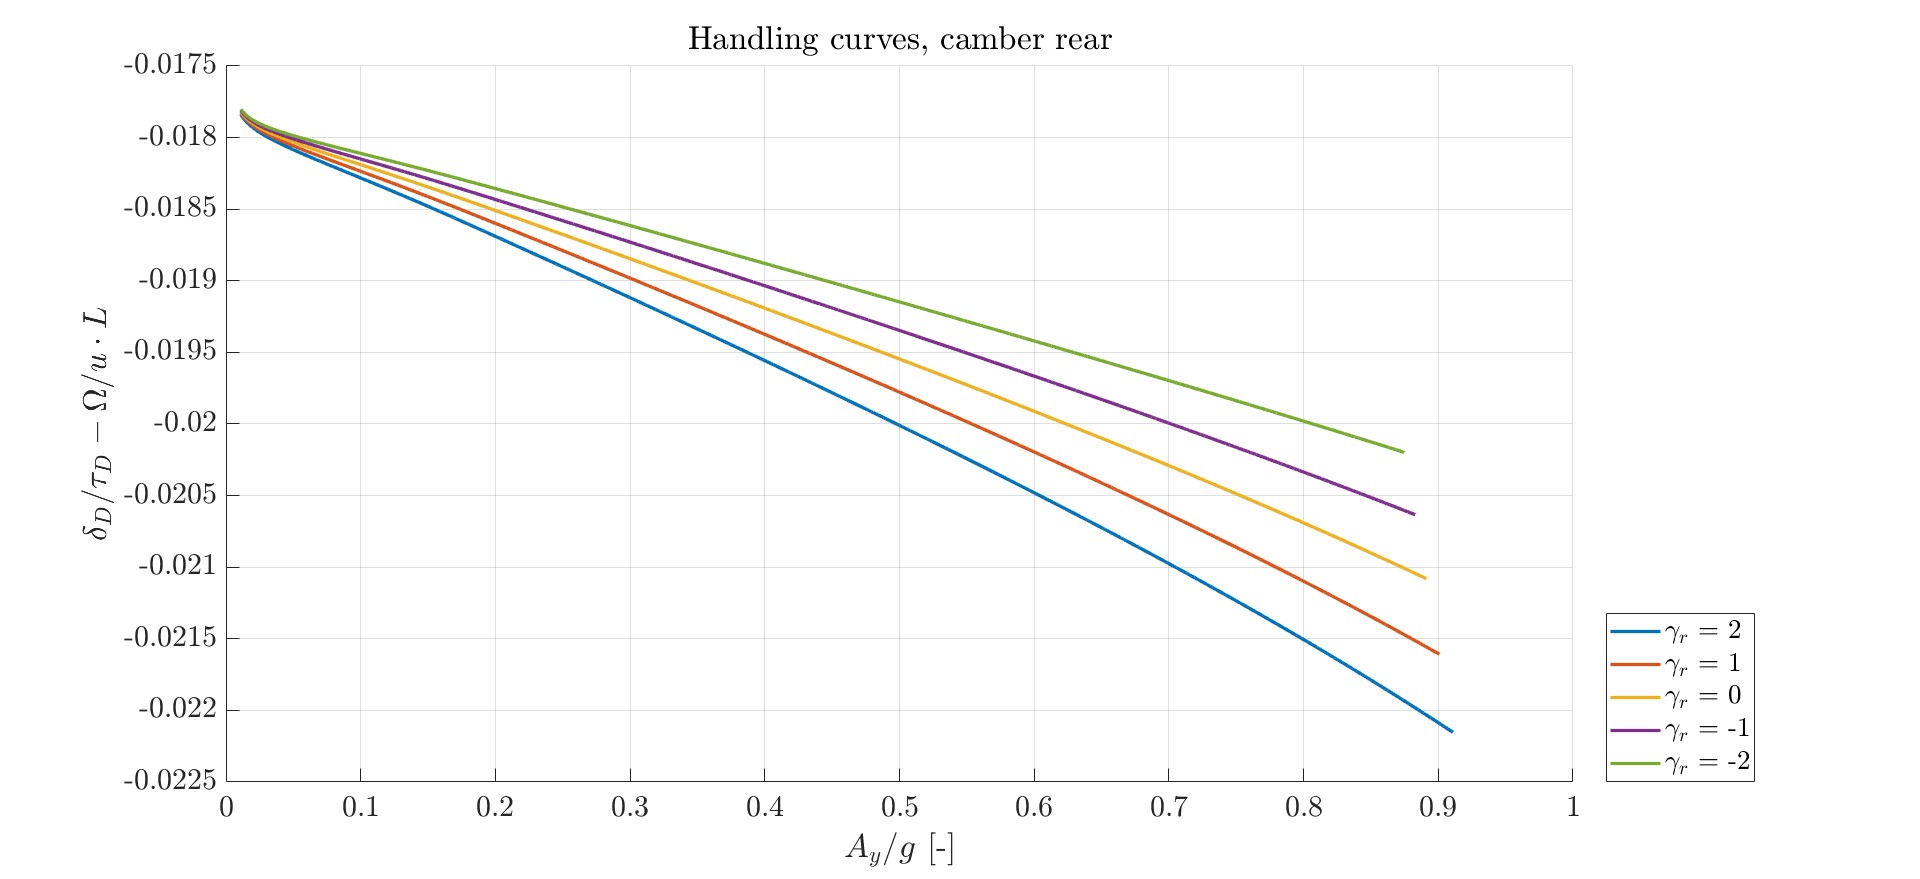 Handling curves, camber rear
-0.0175
-0.018
-0.0185
-0.019
-0.0195
-0.02
-0.0205
-0.021
-0.0215
-0.022
-0.0225
δ_D/τ_D − Ω/u · L
0 0.1 0.2 0.3 0.4 0.5 0.6 0.7 0.8 0.9 1
A_y/g [-]
γ_r = 2
γ_r = 1
γ_r = 0
γ_r = -1
γ_r = -2